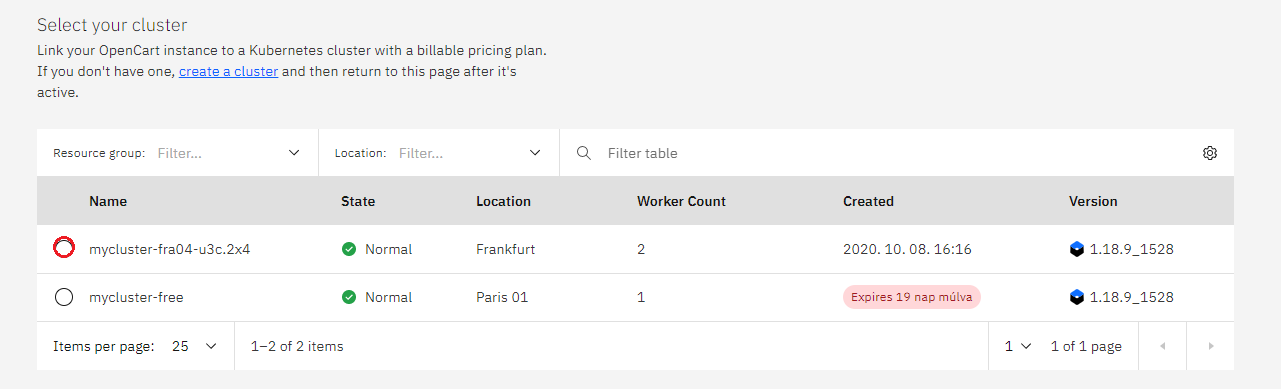 Select your cluster
Link your OpenCart instance to a Kubernetes cluster with a billable pricing plan.
If you don't have one, create a cluster and then return to this page after it's
active.
Resource group: Filter... Location: Filter... Filter table
Name State Location Worker Count Created Version
mycluster-fra04-u3c.2x4 Normal Frankfurt 2 2020. 10. 08. 16:16 1.18.9_1528
mycluster-free Normal Paris 01 1 Expires 19 nap múlva 1.18.9_1528
Items per page: 25 1–2 of 2 items 1 1 of 1 page